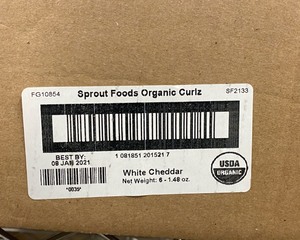 FG10854 Sprout Foods Organic Curlz SF2133
1 081851 201521 7
BEST BY:
08 JAN 2021
*0039*
White Cheddar
Net Weight: 6 - 1.48 oz.
USDA
ORGANIC